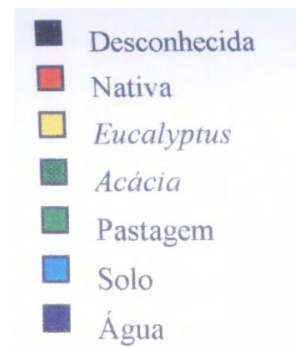 Desconhecida
Nativa
Eucalyptus
Acácia
Pastagem
Solo
Água